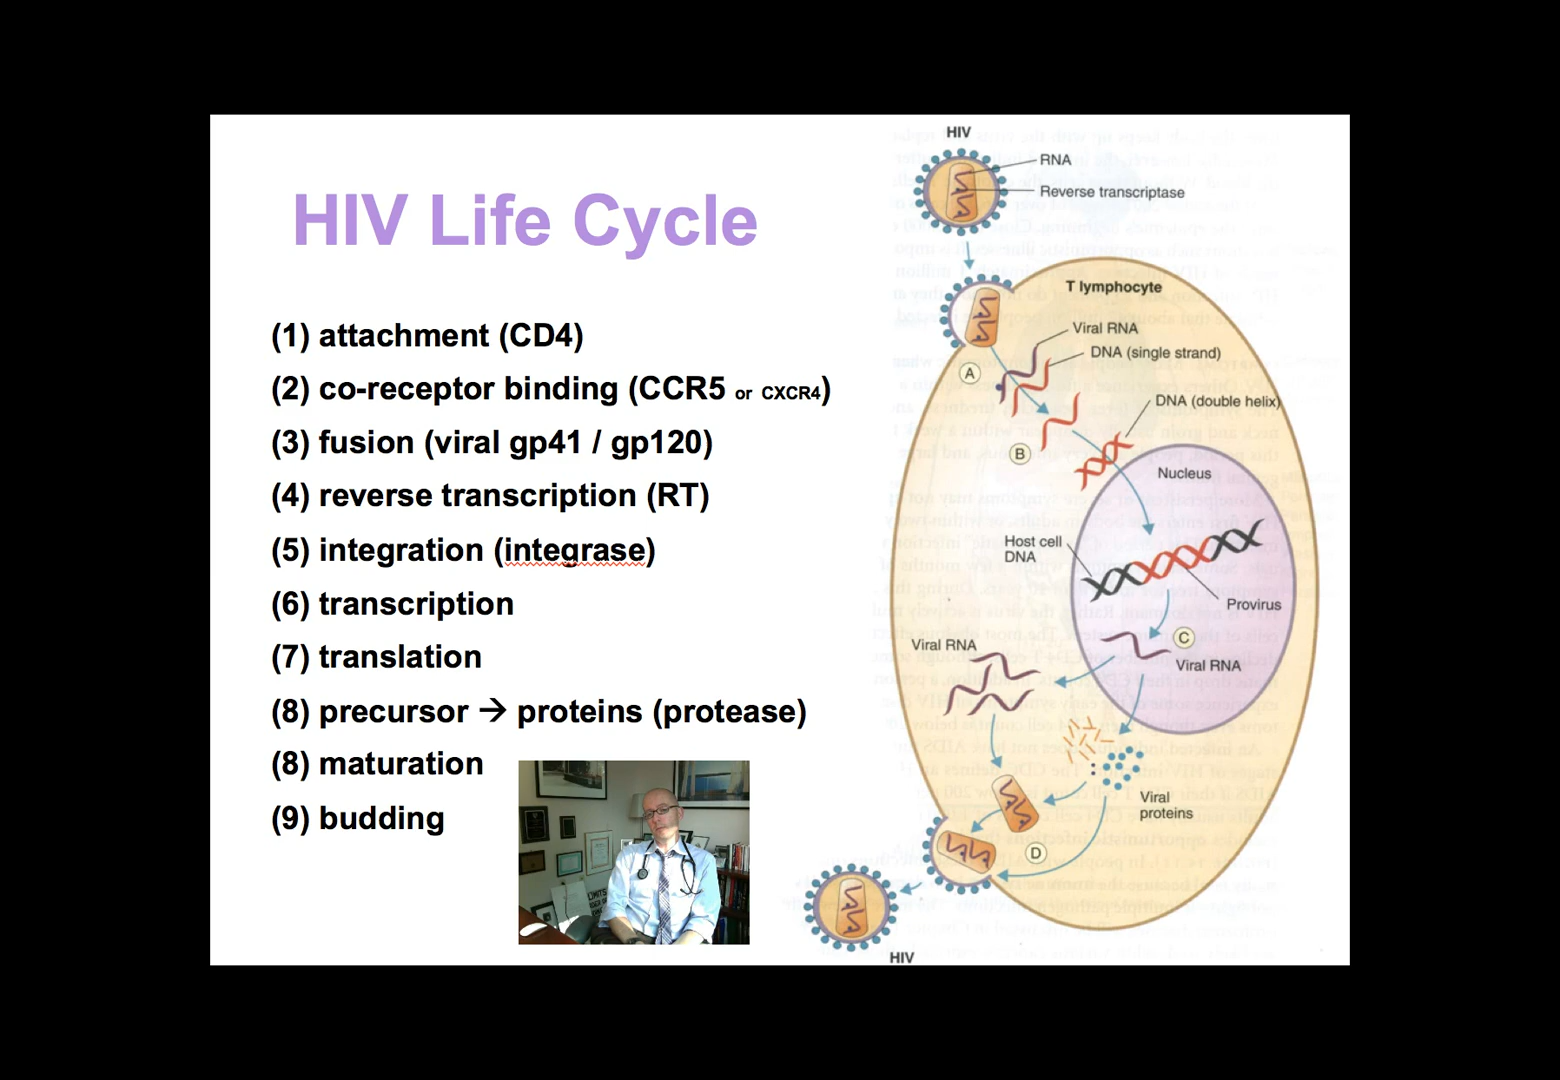 HIV Life Cycle
(1) attachment (CD4)
(2) co-receptor binding (CCR5 or CXCR4)
(3) fusion (viral gp41 / gp120)
(4) reverse transcription (RT)
(5) integration (integrase)
(6) transcription
(7) translation
(8) precursor → proteins (protease)
(8) maturation
(9) budding
HIV
RNA
Reverse transcriptase
T lymphocyte
Viral RNA
DNA (single strand)
A
DNA (double helix)
B
Nucleus
Host cell
DNA
Provirus
C
Viral RNA
Viral RNA
Viral
proteins
D
HIV